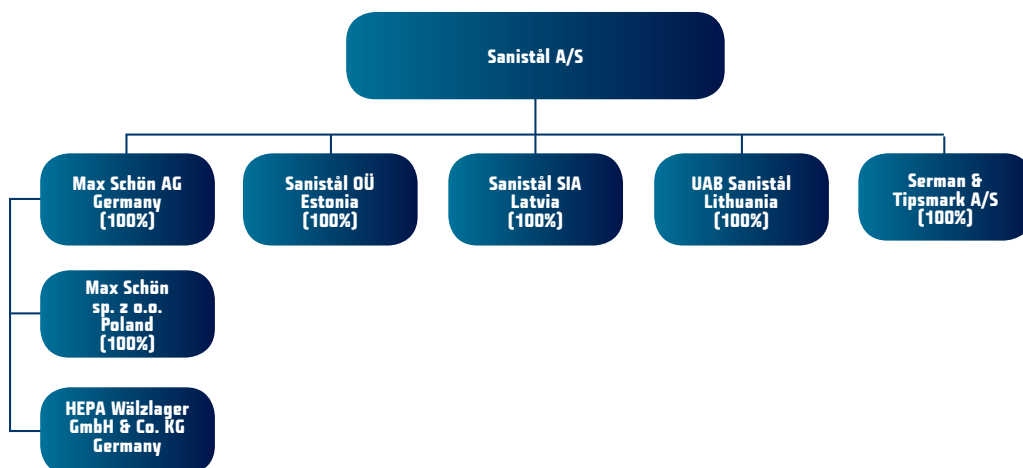 Sanistål A/S
Max Schön AG
Germany
(100%)
Sanistål OÜ
Estonia
(100%)
Sanistål SIA
Latvia
(100%)
UAB Sanistål
Lithuania
(100%)
Serman &
Tipsmark A/S
(100%)
Max Schön
sp. z o.o.
Poland
(100%)
HEPA Wälzlager
GmbH & Co. KG
Germany